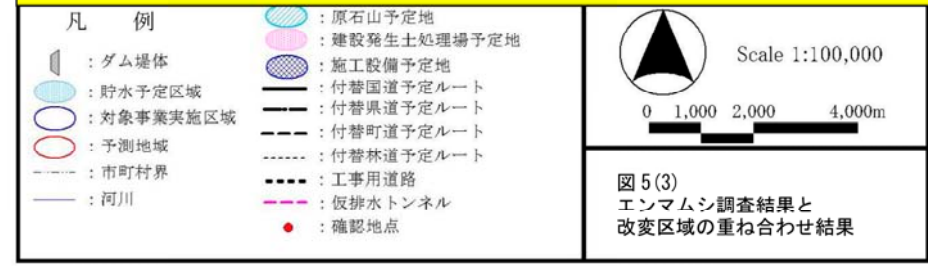 凡 例
：ダム堤体
：貯水予定区域
：対象事業実施区域
：予測地域
：市町村界
：河川
：原石山予定地
：建設発生土処理場予定地
：施工設備予定地
：付替国道予定ルート
：付替県道予定ルート
：付替町道予定ルート
：付替林道予定ルート
：工事用道路
：仮排水トンネル
：確認地点
Scale 1:100,000
0 1,000 2,000 4,000m
図 5(3)
エンマムシ調査結果と
改変区域の重ね合わせ結果